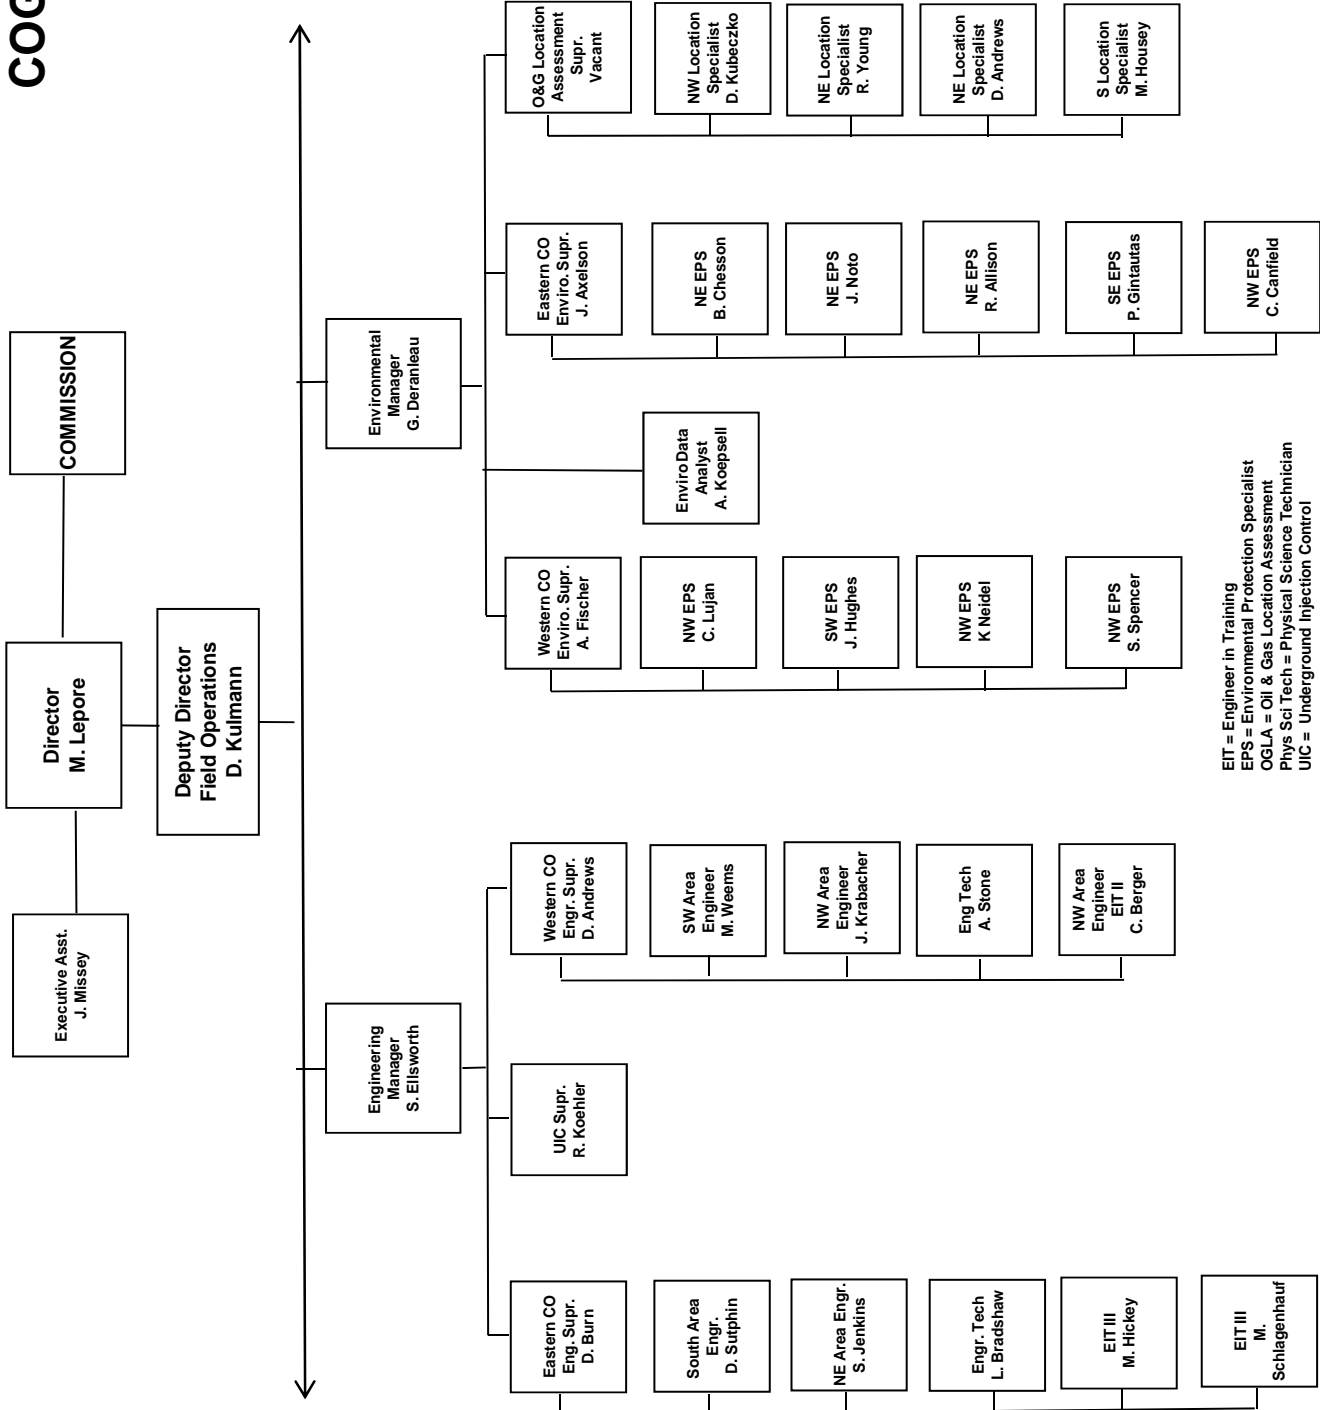 COG
COMMISSION
Director
M. Lepore
Executive Asst.
J. Missey
Deputy Director
Field Operations
D. Kulmann
Engineering
Manager
S. Ellsworth
Environmental
Manager
G. Deranleau
Eastern CO
Eng. Supr.
D. Burn
South Area
Engr.
D. Sutphin
NE Area Engr.
S. Jenkins
Engr. Tech
L. Bradshaw
EIT III
M. Hickey
EIT III
M.
Schlagenhauf
UIC Supr.
R. Koehler
Western CO
Engr. Supr.
D. Andrews
SW Area
Engineer
M. Weems
NW Area
Engineer
J. Krabacher
Eng Tech
A. Stone
NW Area
Engineer
EIT II
C. Berger
Western CO
Enviro. Supr.
A. Fischer
NW EPS
C. Lujan
SW EPS
J. Hughes
NW EPS
K Neidel
NW EPS
S. Spencer
Enviro Data
Analyst
A. Koepsell
Eastern CO
Enviro. Supr.
J. Axelson
NE EPS
B. Chesson
NE EPS
J. Noto
NE EPS
R. Allison
SE EPS
P. Gintautas
NW EPS
C. Canfield
O&G Location
Assessment
Supr.
Vacant
NW Location
Specialist
D. Kubeczko
NE Location
Specialist
R. Young
NE Location
Specialist
D. Andrews
S Location
Specialist
M. Housey
EIT = Engineer in Training
EPS = Environmental Protection Specialist
OGLA = Oil & Gas Location Assessment
Phys Sci Tech = Physical Science Technician
UIC = Underground Injection Control